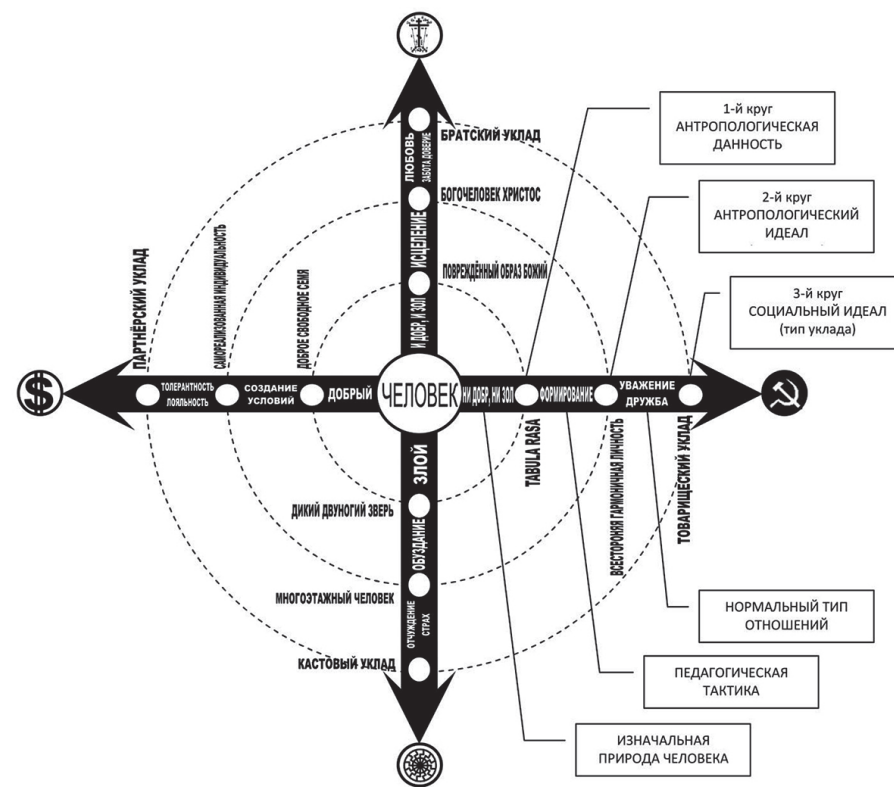 1-й круг
АНТРОПОЛОГИЧЕСКАЯ
ДАННОСТЬ
2-й круг
АНТРОПОЛОГИЧЕСКИЙ
ИДЕАЛ
3-й круг
СОЦИАЛЬНЫЙ ИДЕАЛ
(тип уклада)
БРАТСКИЙ УКЛАД
ЛЮБОВЬ
ЗАБОТА ДОВЕРИЕ
БОГОЧЕЛОВЕК ХРИСТОС
ИСЦЕЛЕНИЕ
ПОВРЕЖДЁННЫЙ ОБРАЗ БОЖИЙ
И ДОБР, И ЗОЛ
ПАРТНЁРСКИЙ УКЛАД
САМОРЕАЛИЗОВАННАЯ ИНДИВИДУАЛЬНОСТЬ
ДОБРОЕ СВОБОДНОЕ СЕМЯ
$
ТОЛЕРАНТНОСТЬ
ЛОЯЛЬНОСТЬ
СОЗДАНИЕ
УСЛОВИЙ
ДОБРЫЙ
ЧЕЛОВЕК
НИ ДОБР, НИ ЗОЛ
ФОРМИРОВАНИЕ
УВАЖЕНИЕ
ДРУЖБА
TABULA RASA
ВСЕСТОРОНЯЯ ГАРМОНИЧНАЯ ЛИЧНОСТЬ
ТОВАРИЩЕСКИЙ УКЛАД
ЗЛОЙ
ДИКИЙ ДВУНОГИЙ ЗВЕРЬ
ОБУЗДАНИЕ
МНОГОЭТАЖНЫЙ ЧЕЛОВЕК
ОТЧУЖДЕНИЕ
СТРАХ
КАСТОВЫЙ УКЛАД
НОРМАЛЬНЫЙ ТИП
ОТНОШЕНИЙ
ПЕДАГОГИЧЕСКАЯ
ТАКТИКА
ИЗНАЧАЛЬНАЯ
ПРИРОДА ЧЕЛОВЕКА